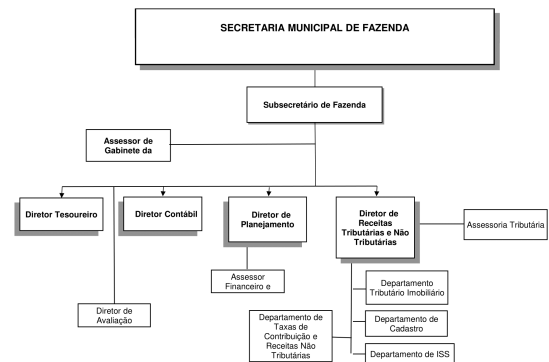 SECRETARIA MUNICIPAL DE FAZENDA
Subsecretário de Fazenda
Assessor de
Gabinete da
Diretor Tesoureiro
Diretor Contábil
Diretor de
Planejamento
Diretor de
Receitas
Tributárias e Não
Tributárias
Assessoria Tributária
Assessor
Financeiro e
Diretor de
Avaliação
Departamento
Tributário Imobiliário
Departamento de
Taxas de
Contribuição e
Receitas Não
Tributárias
Departamento de
Cadastro
Departamento de ISS